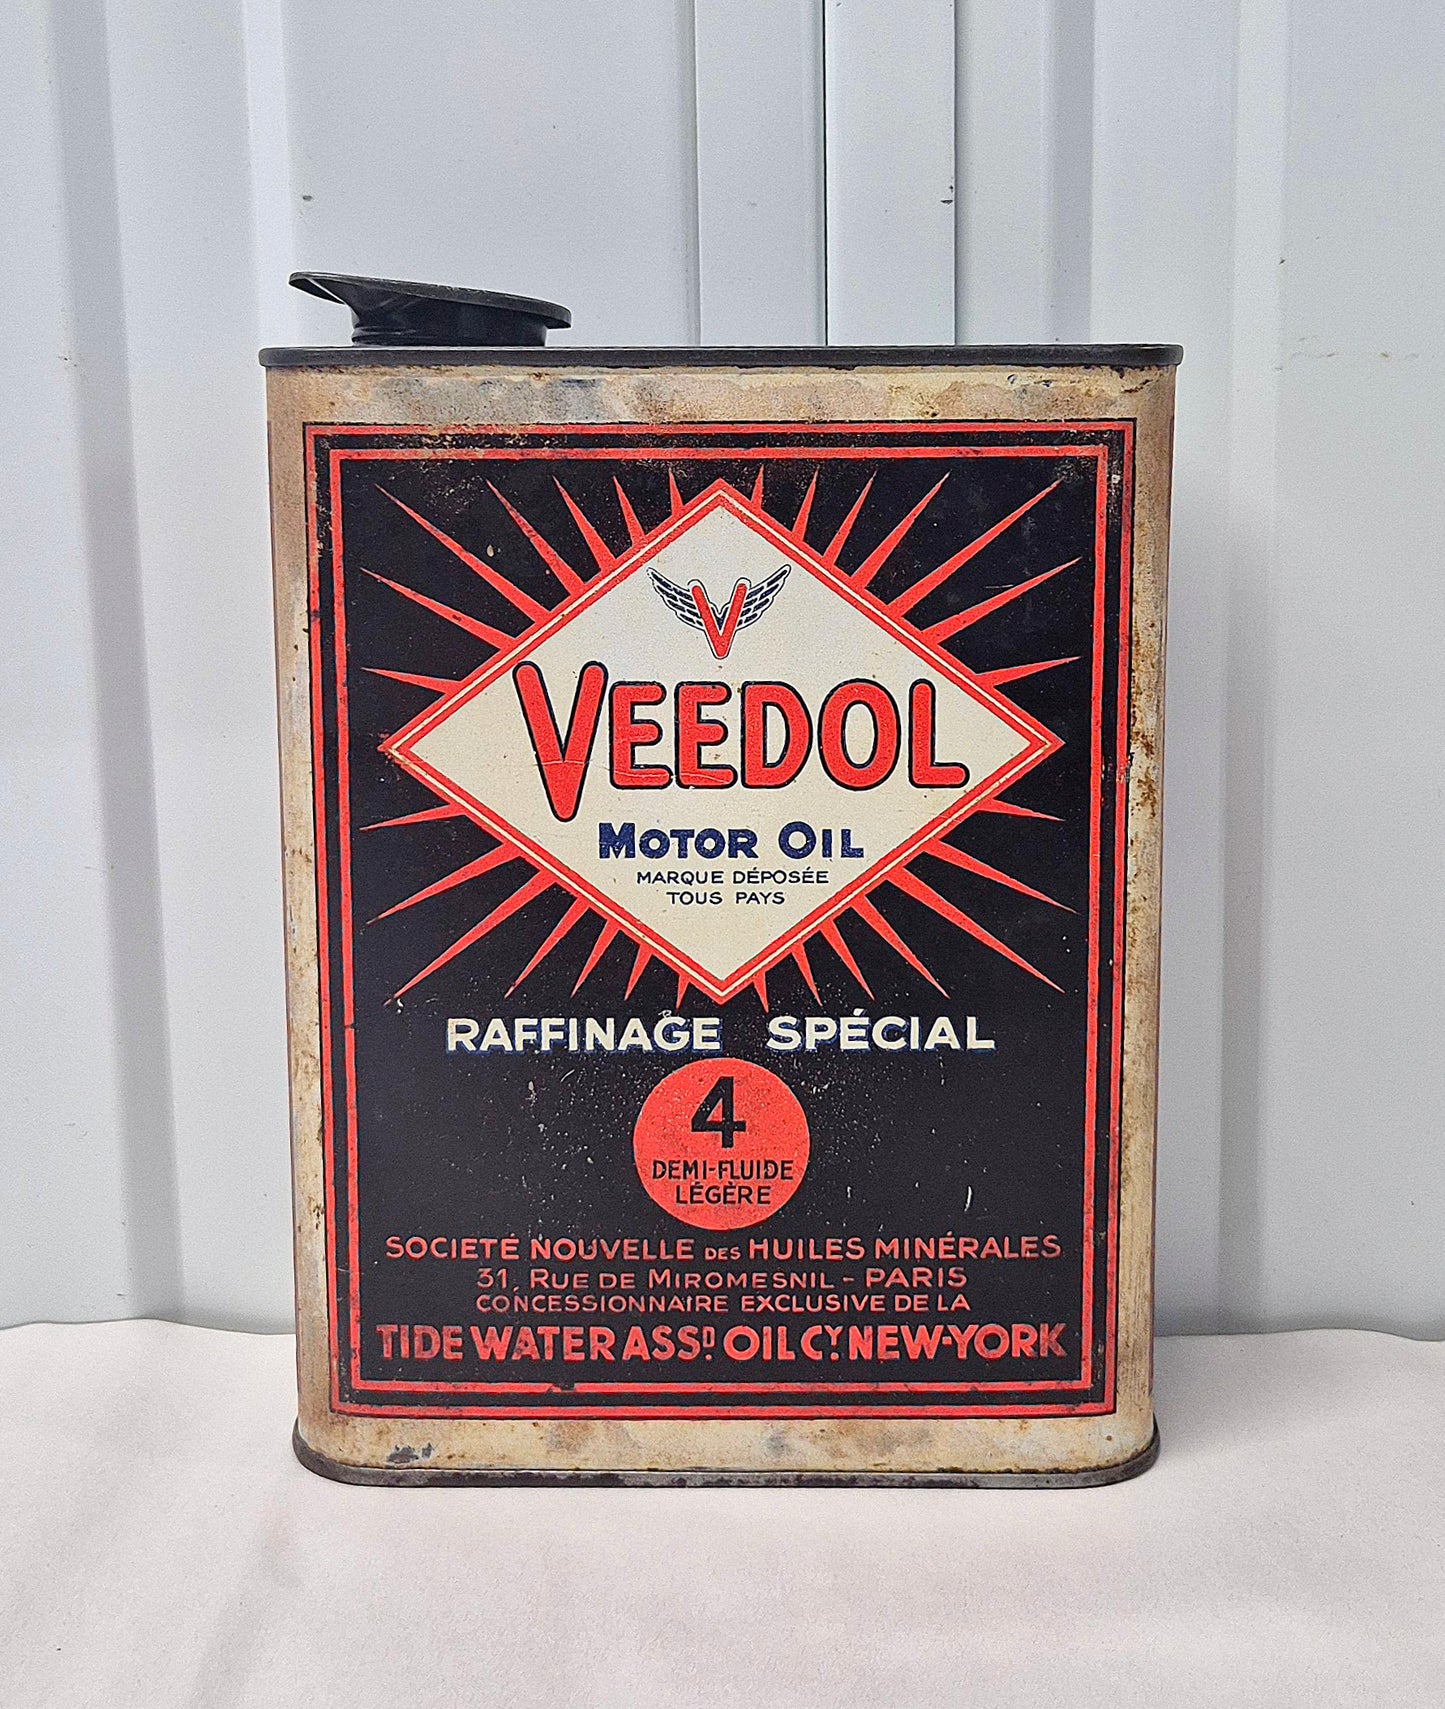 V
VEEDOL
MOTOR OIL
MARQUE DÉPOSÉE
TOUS PAYS
RAFFINAGE SPÉCIAL
4
DEMI-FLUIDE
LÉGÈRE
SOCIETÉ NOUVELLE DES HUILES MINÉRALES
31, RUE DE MIROMESNIL - PARIS
CONCESSIONNAIRE EXCLUSIVE DE LA
TIDE WATER ASSD. OIL CY. NEW-YORK